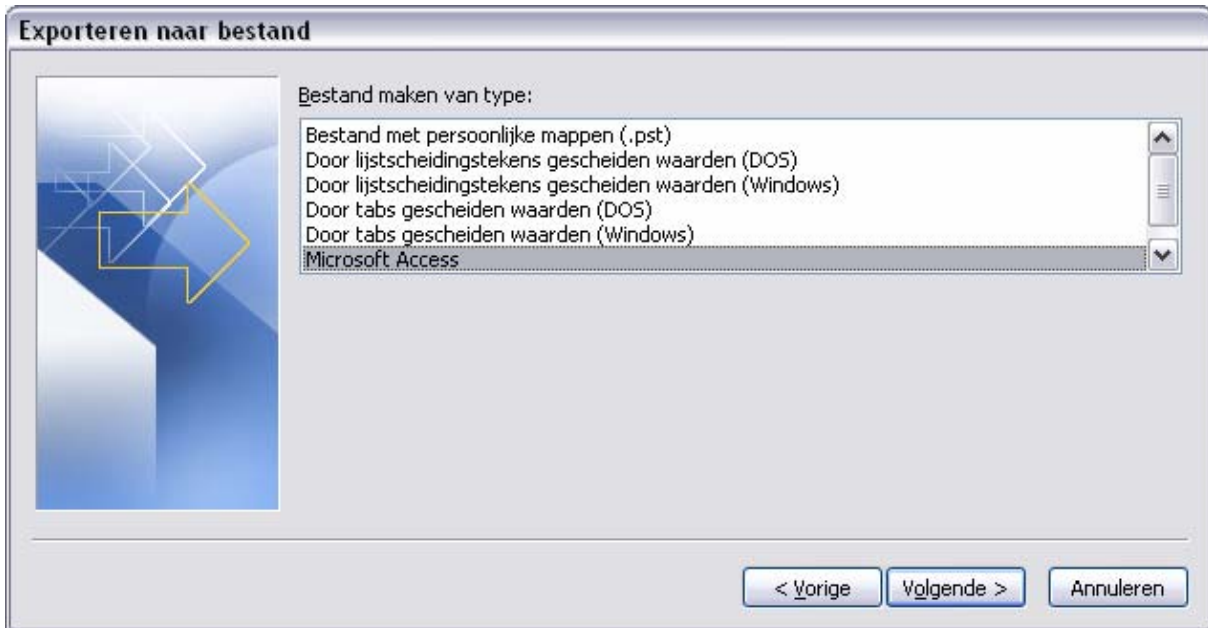 Exporteren naar bestand
Bestand maken van type:
Bestand met persoonlijke mappen (.pst)
Door lijstscheidingstekens gescheiden waarden (DOS)
Door lijstscheidingstekens gescheiden waarden (Windows)
Door tabs gescheiden waarden (DOS)
Door tabs gescheiden waarden (Windows)
Microsoft Access
< Vorige Volgende > Annuleren